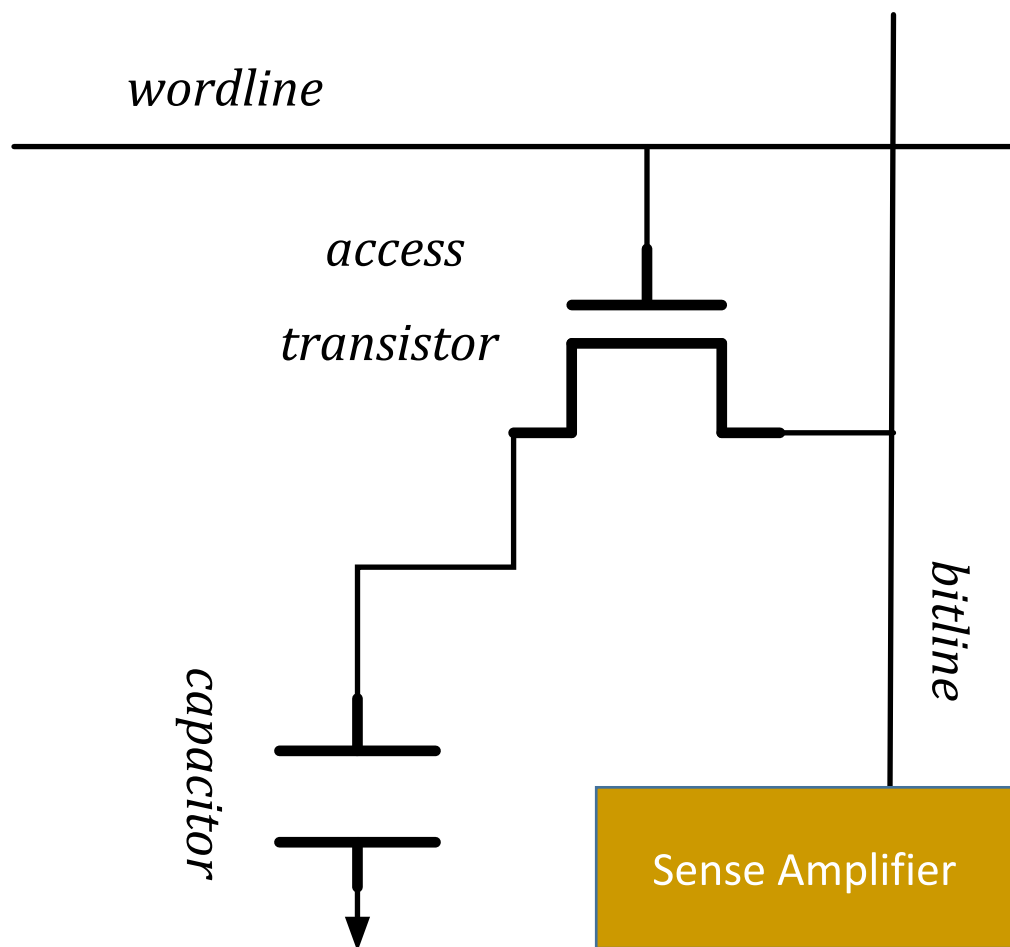 wordline
access
transistor
bitline
capacitor
Sense Amplifier